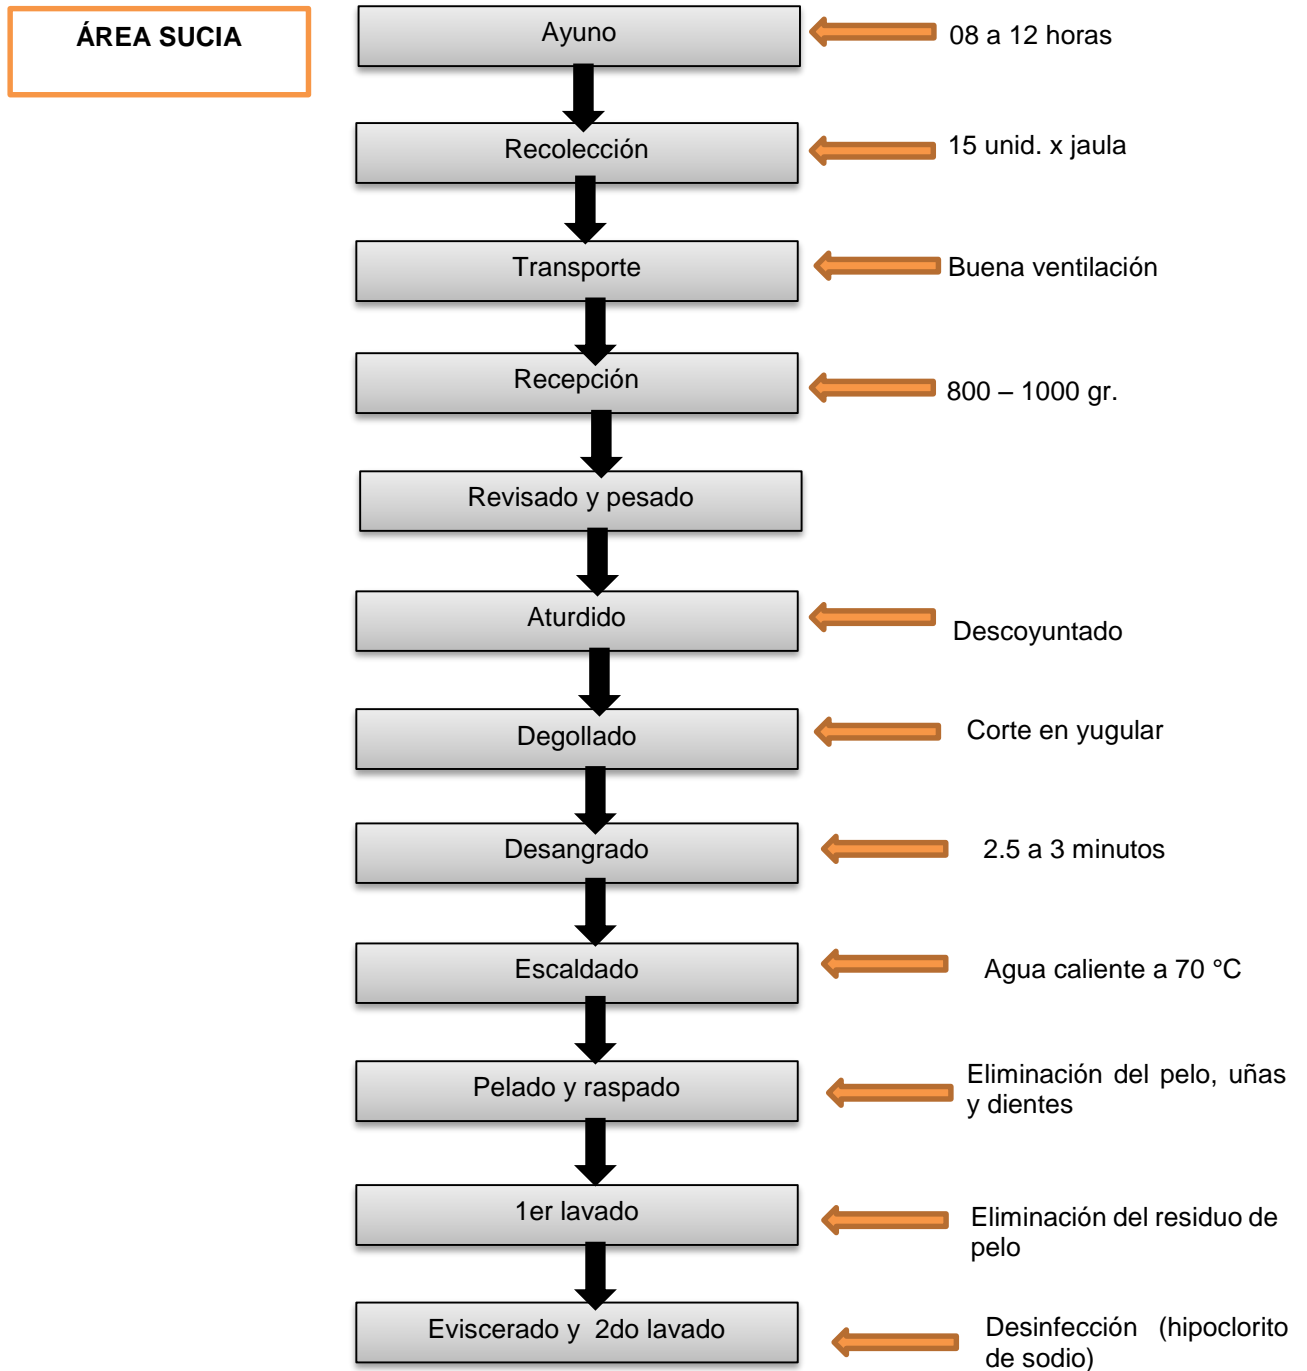 ÁREA SUCIA
Ayuno
08 a 12 horas
Recolección
15 unid. x jaula
Transporte
Buena ventilación
Recepción
800 – 1000 gr.
Revisado y pesado
Aturdido
Descoyuntado
Degollado
Corte en yugular
Desangrado
2.5 a 3 minutos
Escaldado
Agua caliente a 70 °C
Pelado y raspado
Eliminación del pelo, uñas
y dientes
1er lavado
Eliminación del residuo de
pelo
Eviscerado y 2do lavado
Desinfección (hipoclorito
de sodio)